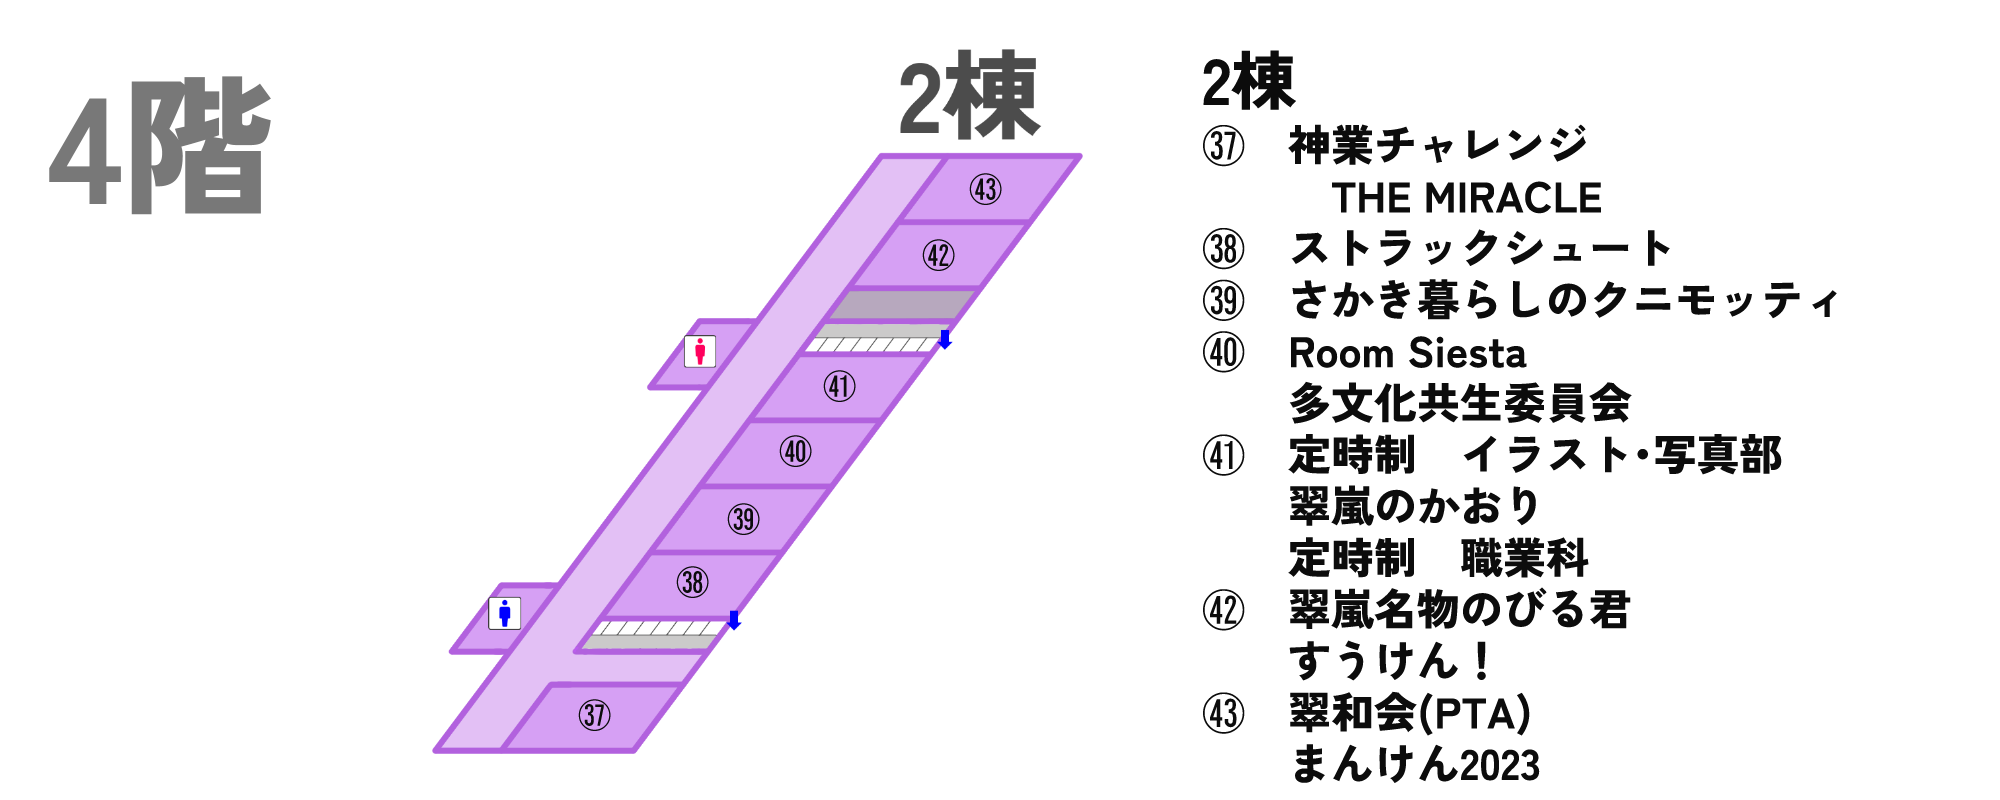 4階
2棟
㊸
㊷
㊶
㊵
㊴
㊳
㊲
2棟
㊲ 神業チャレンジ
THE MIRACLE
㊳ ストラックシュート
㊴ さかき暮らしのクニモッティ
㊵ Room Siesta
多文化共生委員会
㊶ 定時制 イラスト・写真部
翠嵐のかおり
定時制 職業科
㊷ 翠嵐名物のびる君
すうけん！
㊸ 翠和会(PTA)
まんけん2023